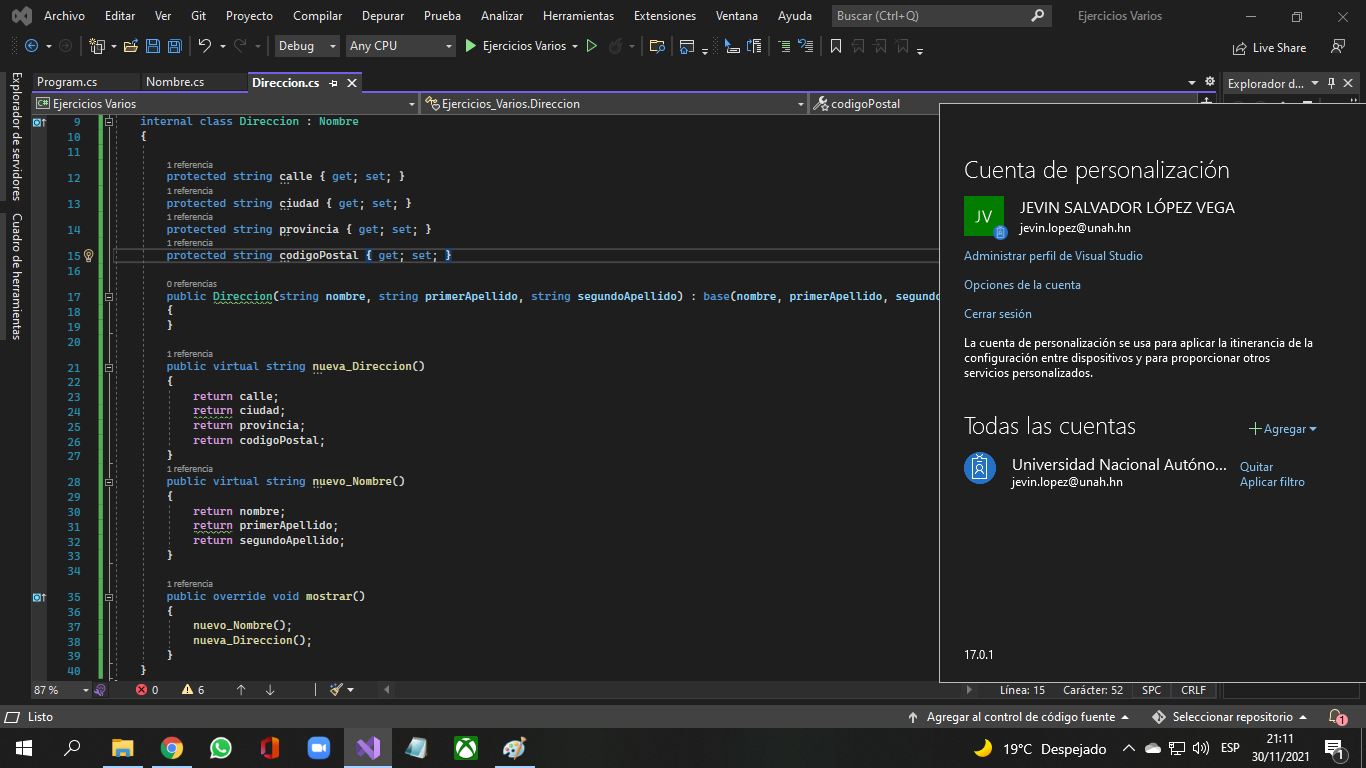 Archivo Editar Ver Git Proyecto Compilar Depurar Prueba Analizar Herramientas Extensiones Ventana Ayuda Buscar (Ctrl+Q) Ejercicios Varios
Debug Any CPU Ejercicios Varios Live Share
Explorador de servidores
Cuadro de herramientas
Program.cs Nombre.cs Direccion.cs Explorador d...
Ejercicios Varios Ejercicios_Varios.Direccion codigoPostal
9 internal class Direccion : Nombre
10 {
11
1 referencia
12 protected string calle { get; set; }
1 referencia
13 protected string ciudad { get; set; }
1 referencia
14 protected string provincia { get; set; }
1 referencia
15 protected string codigoPostal { get; set; }
16
0 referencias
17 public Direccion(string nombre, string primerApellido, string segundoApellido) : base(nombre, primerApellido, segundo
18 {
19 }
20
1 referencia
21 public virtual string nueva_Direccion()
22 {
23 return calle;
24 return ciudad;
25 return provincia;
26 return codigoPostal;
27 }
1 referencia
28 public virtual string nuevo_Nombre()
29 {
30 return nombre;
31 return primerApellido;
32 return segundoApellido;
33 }
34
1 referencia
35 public override void mostrar()
36 {
37 nuevo_Nombre();
38 nueva_Direccion();
39 }
40 }
Cuenta de personalización
JV
JEVIN SALVADOR LÓPEZ VEGA
jevin.lopez@unah.hn
Administrar perfil de Visual Studio
Opciones de la cuenta
Cerrar sesión
La cuenta de personalización se usa para aplicar la itinerancia de la
configuración entre dispositivos y para proporcionar otros
servicios personalizados.
Todas las cuentas Agregar
Universidad Nacional Autóno... Quitar
jevin.lopez@unah.hn Aplicar filtro
17.0.1
87 % 0 6 Línea: 15 Carácter: 52 SPC CRLF
Listo Agregar al control de código fuente Seleccionar repositorio 1
19°C Despejado ESP 21:11
30/11/2021 1